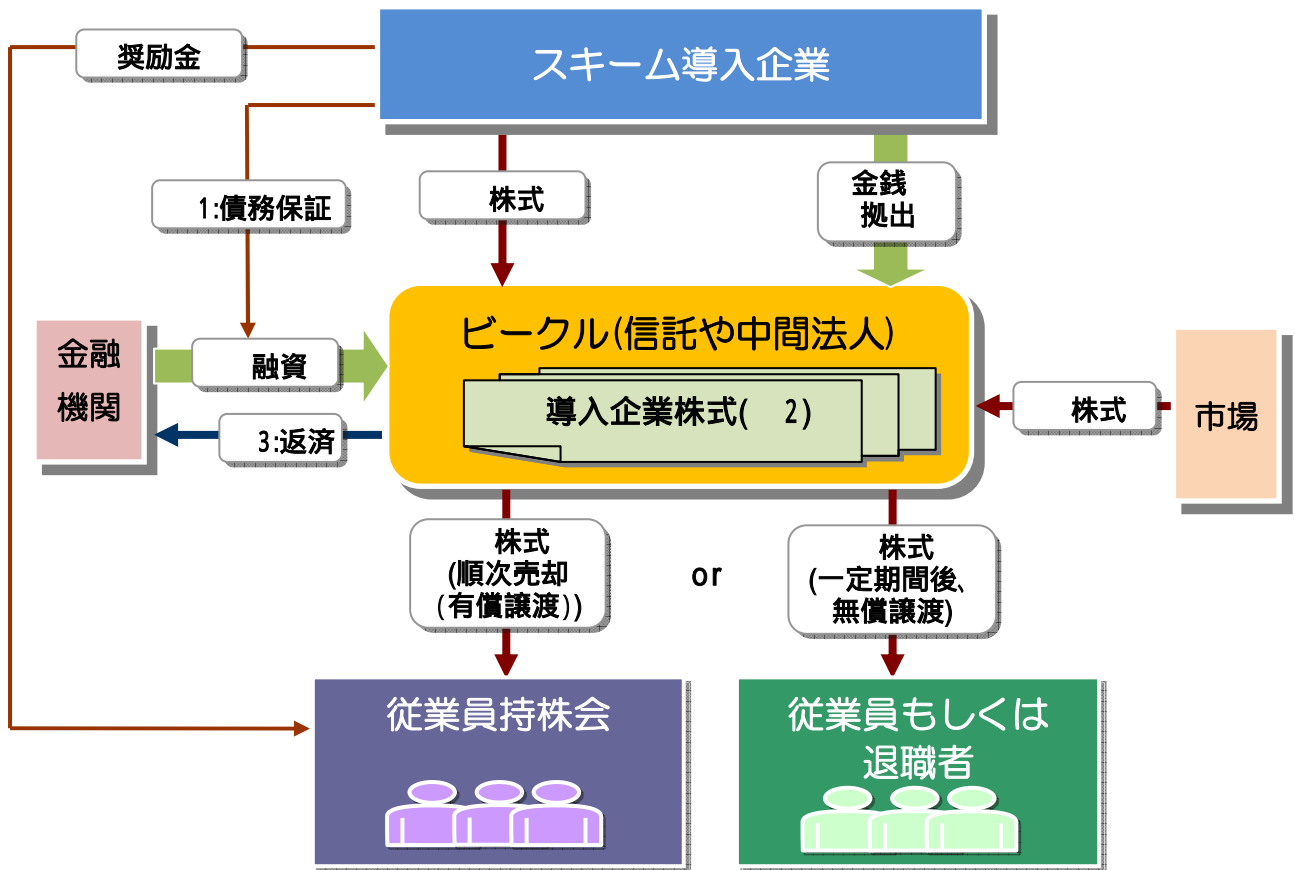 奨励金
スキーム導入企業
1:債務保証
株式
金銭
拠出
金融
機関
融資
3:返済
ビークル(信託や中間法人)
導入企業株式( 2)
株式
市場
株式
(順次売却
(有償譲渡))
or
株式
(一定期間後、
無償譲渡)
従業員持株会
従業員もしくは
退職者